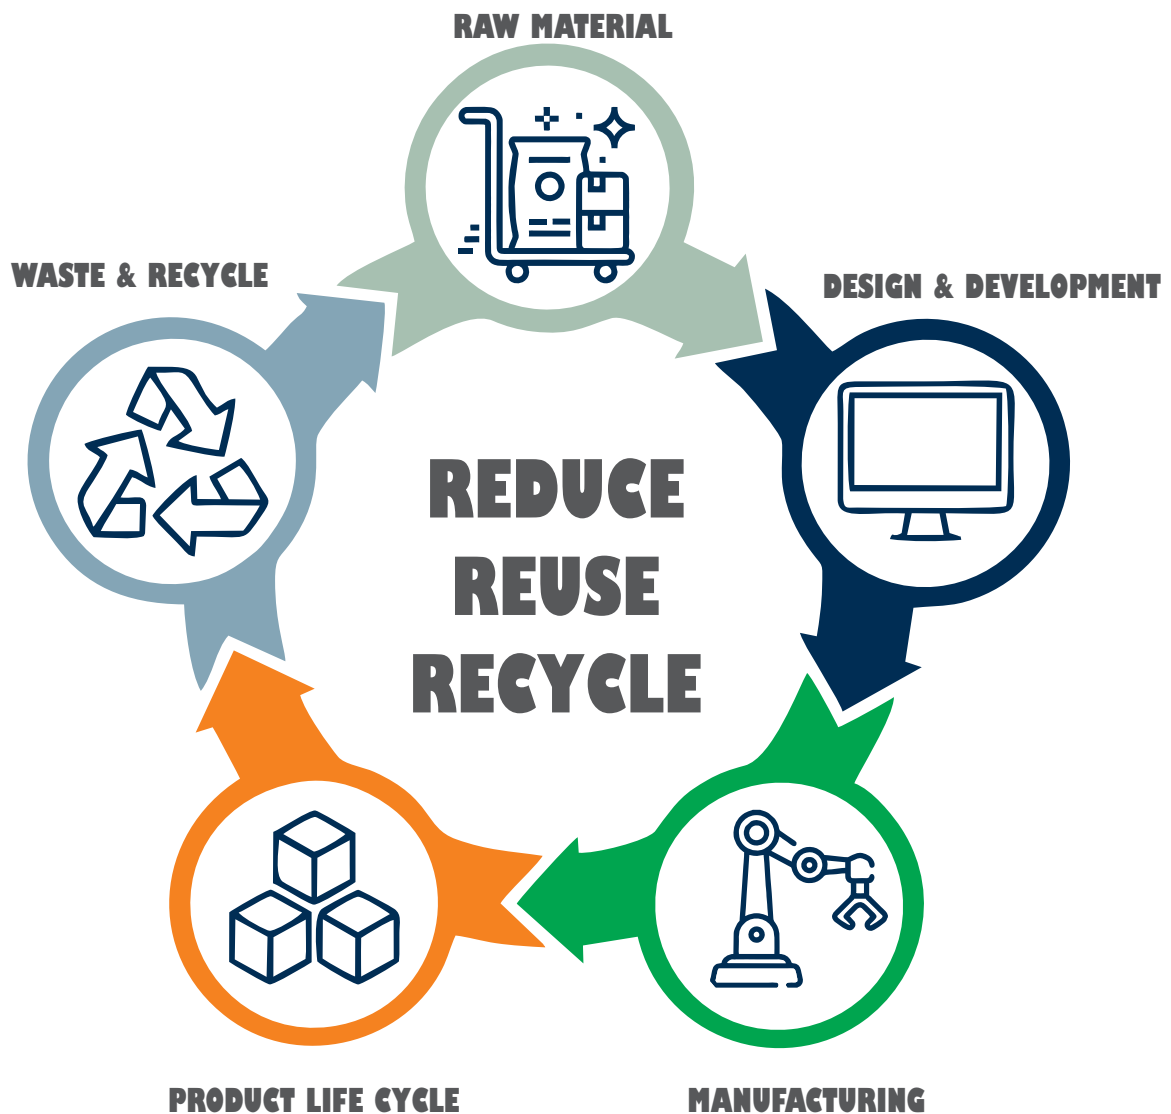 RAW MATERIAL
WASTE & RECYCLE
DESIGN & DEVELOPMENT
REDUCE
REUSE
RECYCLE
PRODUCT LIFE CYCLE
MANUFACTURING